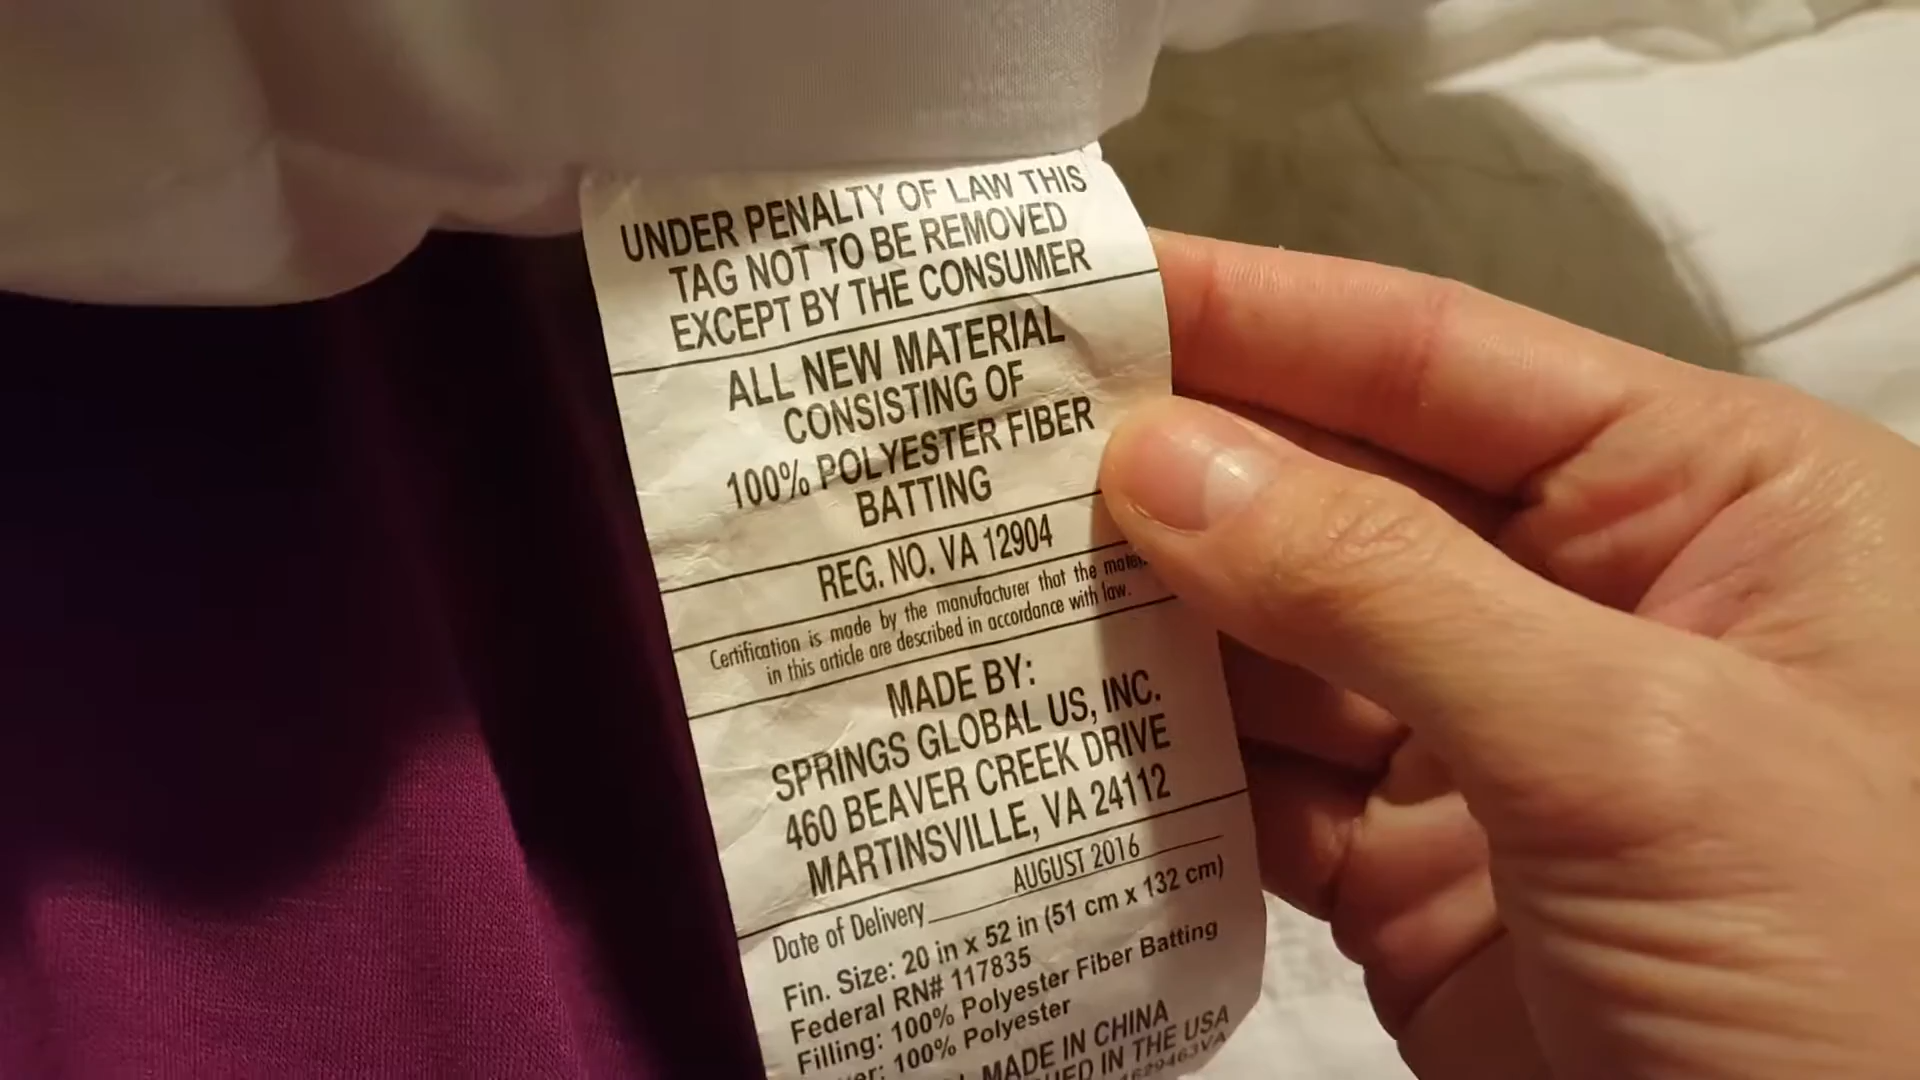 UNDER PENALTY OF LAW THIS
TAG NOT TO BE REMOVED
EXCEPT BY THE CONSUMER
ALL NEW MATERIAL
CONSISTING OF
100% POLYESTER FIBER
BATTING
REG. NO. VA 12904
Certification is made by the manufacturer that the
in this article are described in accordance with law.
MADE BY:
SPRINGS GLOBAL US, INC.
460 BEAVER CREEK DRIVE
MARTINSVILLE, VA 24112
Date of Delivery AUGUST 2016
Fin. Size: 20 in x 52 in (51 cm x 132 cm)
Federal RN# 117835
Filling: 100% Polyester Fiber Batting
100% Polyester
MADE IN CHINA
IN THE USA